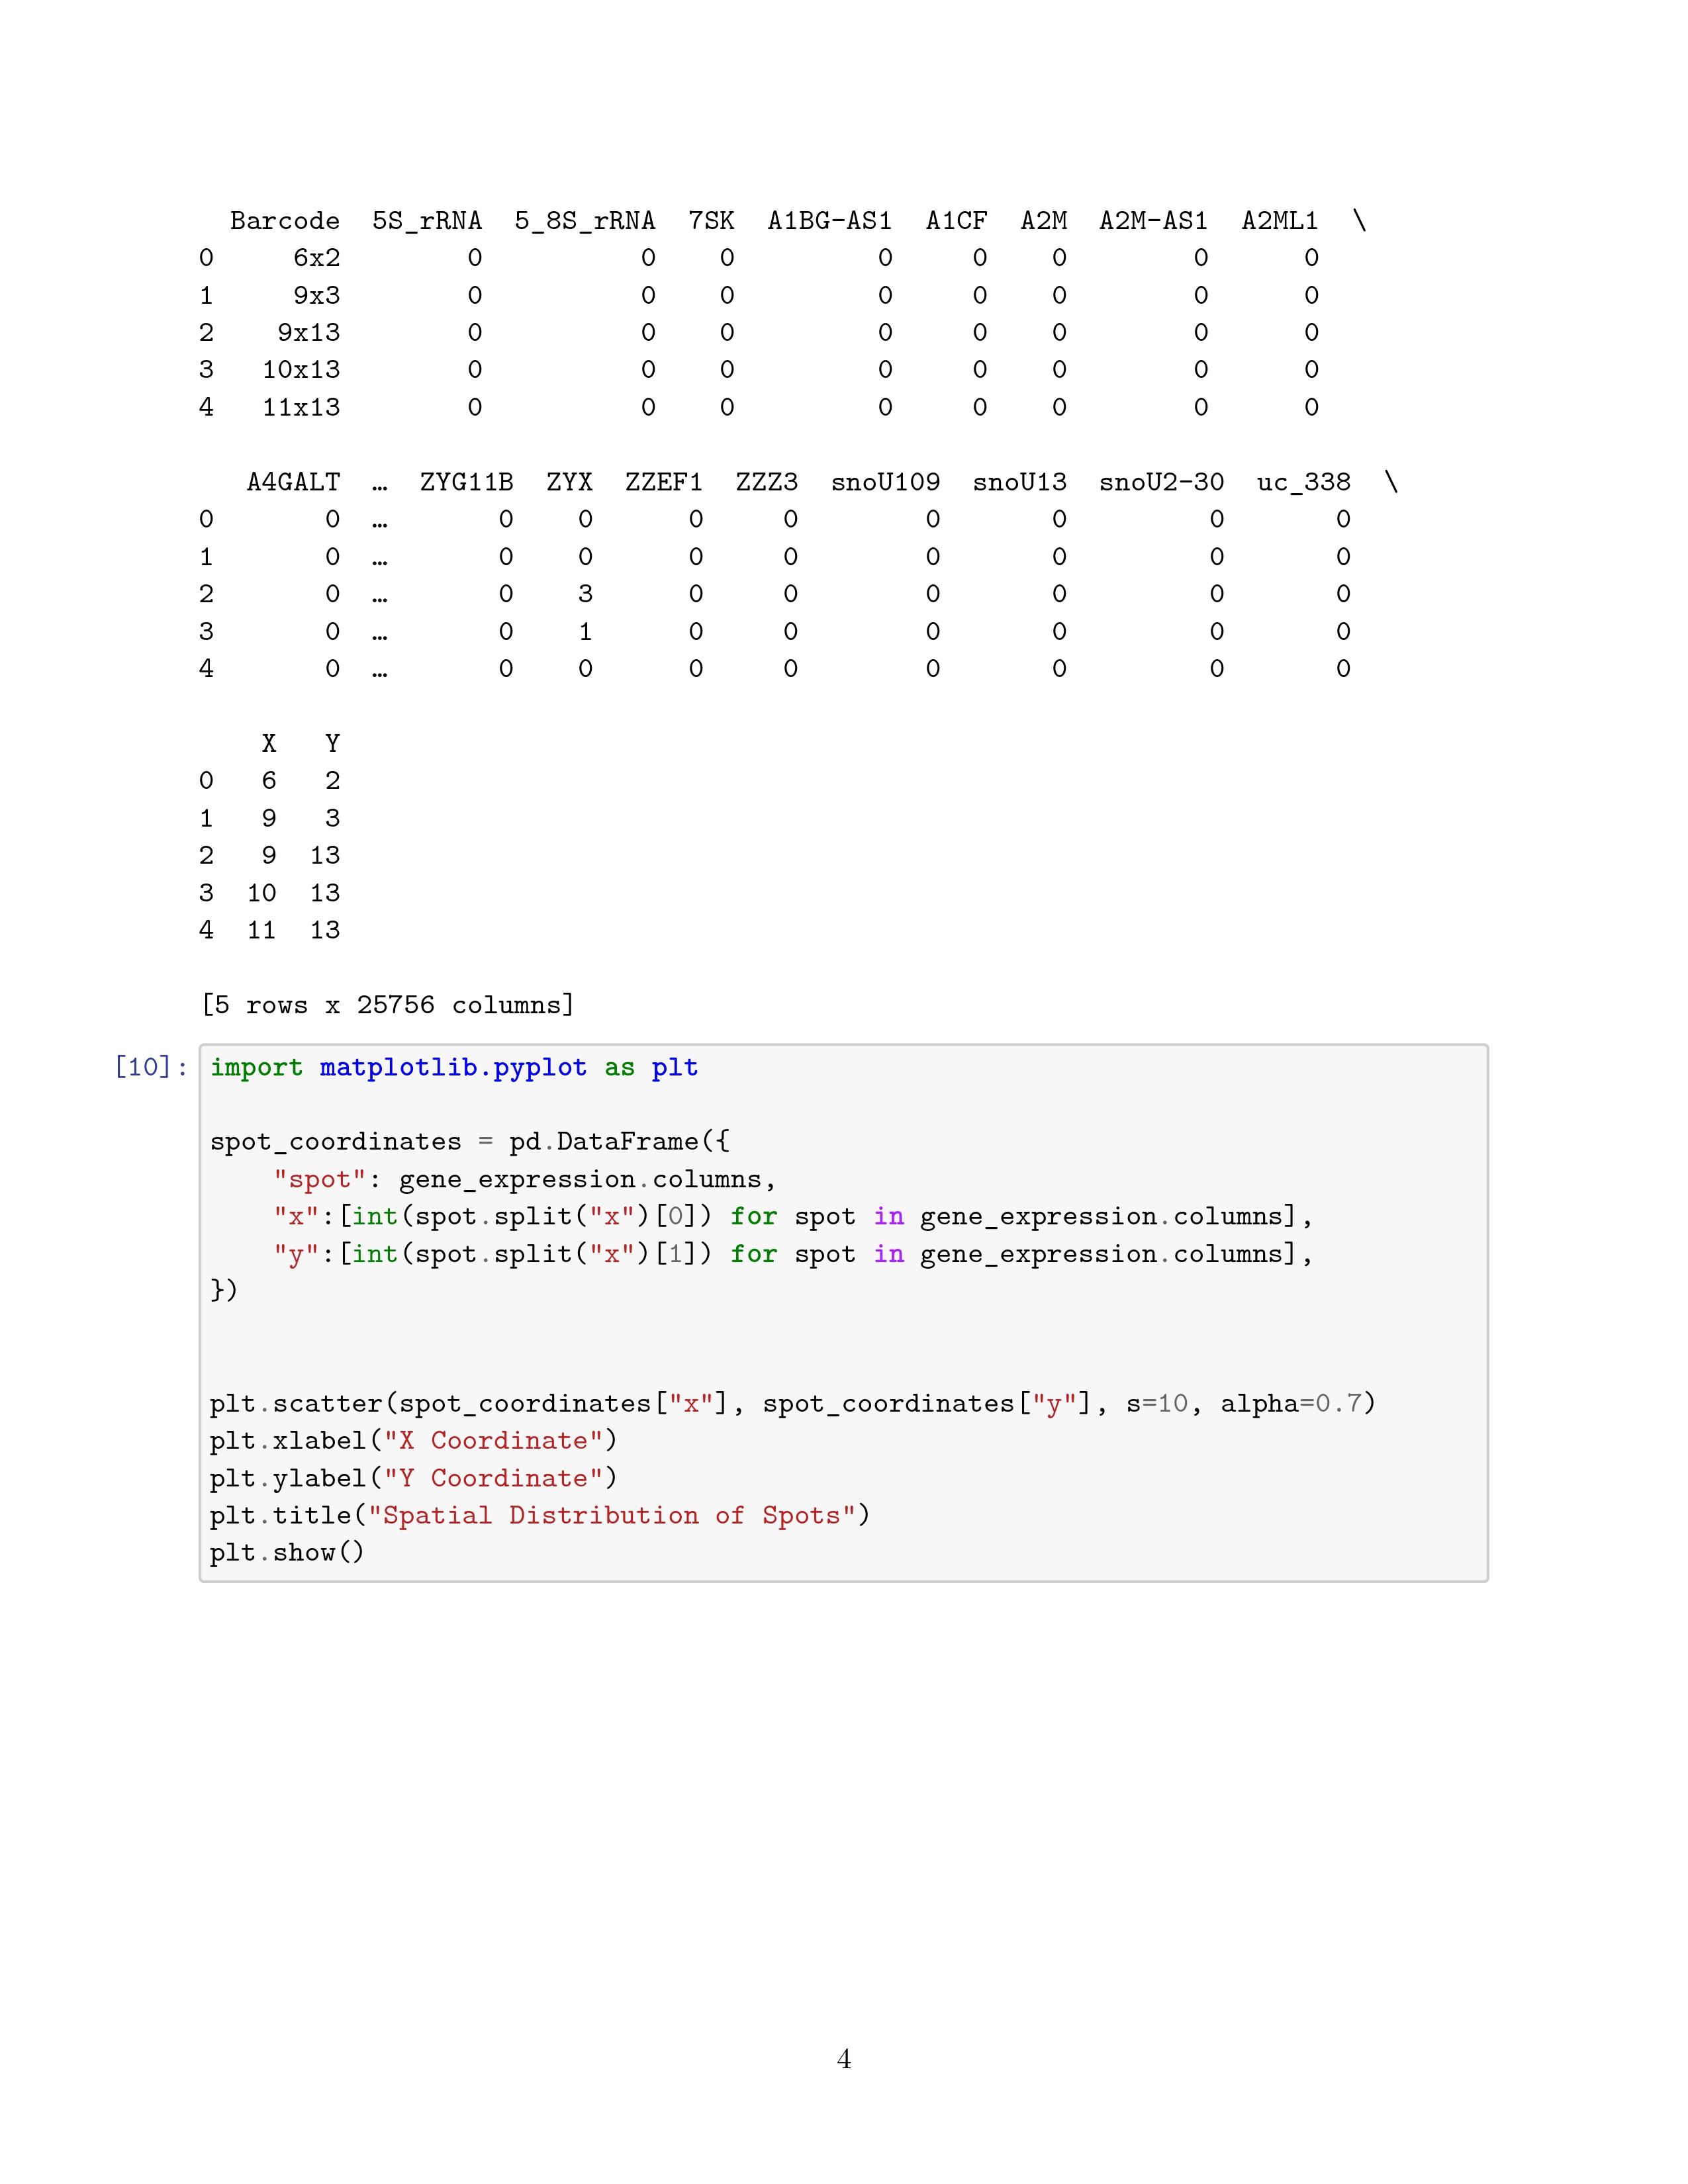 Barcode  5S_rRNA  5_8S_rRNA  7SK  A1BG-AS1  A1CF  A2M  A2M-AS1  A2ML1  \
0     6x2        0          0    0         0     0    0        0      0
1     9x3        0          0    0         0     0    0        0      0
2    9x13        0          0    0         0     0    0        0      0
3   10x13        0          0    0         0     0    0        0      0
4   11x13        0          0    0         0     0    0        0      0
   A4GALT  …  ZYG11B  ZYX  ZZEF1  ZZZ3  snoU109  snoU13  snoU2-30  uc_338  \
0       0  …       0    0      0     0        0       0         0       0
1       0  …       0    0      0     0        0       0         0       0
2       0  …       0    3      0     0        0       0         0       0
3       0  …       0    1      0     0        0       0         0       0
4       0  …       0    0      0     0        0       0         0       0
    X   Y
0   6   2
1   9   3
2   9  13
3  10  13
4  11  13
[5 rows x 25756 columns]
[10]: import matplotlib.pyplot as plt
spot_coordinates = pd.DataFrame({
    "spot": gene_expression.columns,
    "x":[int(spot.split("x")[0]) for spot in gene_expression.columns],
    "y":[int(spot.split("x")[1]) for spot in gene_expression.columns],
})
plt.scatter(spot_coordinates["x"], spot_coordinates["y"], s=10, alpha=0.7)
plt.xlabel("X Coordinate")
plt.ylabel("Y Coordinate")
plt.title("Spatial Distribution of Spots")
plt.show()
4